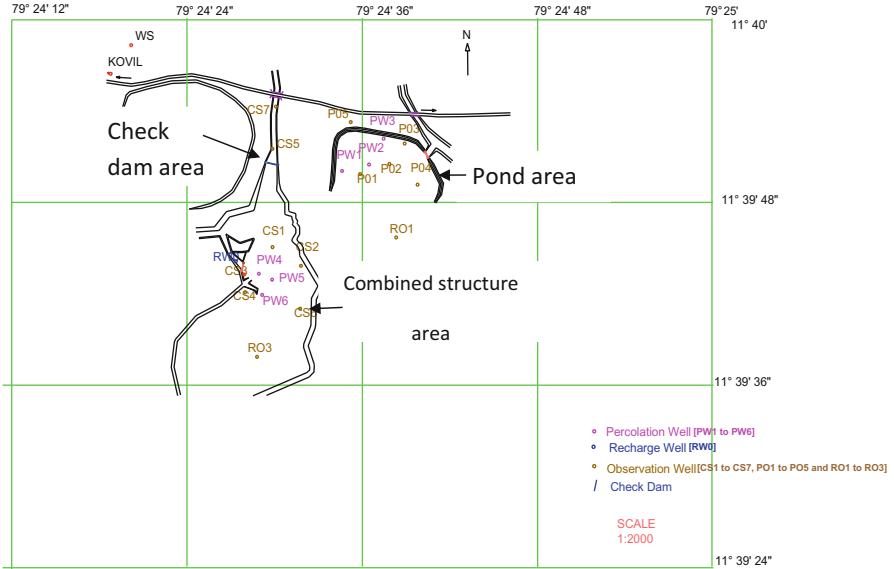 79° 24' 12"
79° 24' 24"
79° 24' 36"
79° 24' 48"
79° 25'
11° 40'
WS
N
KOVIL
CS7
P05
PW3
Check
dam area
CS5
P03
PW1
PW2
P01
P02
P04
Pond area
11° 39' 48"
RO1
CS1
CS2
RW0
PW4
CS3
PW5
CS4
PW6
Combined structure
area
RO3
11° 39' 36"
Percolation Well [PW1 to PW6]
Recharge Well [RW0]
Observation Well [CS1 to CS7, PO1 to PO5 and RO1 to RO3]
Check Dam
SCALE
1:2000
11° 39' 24"